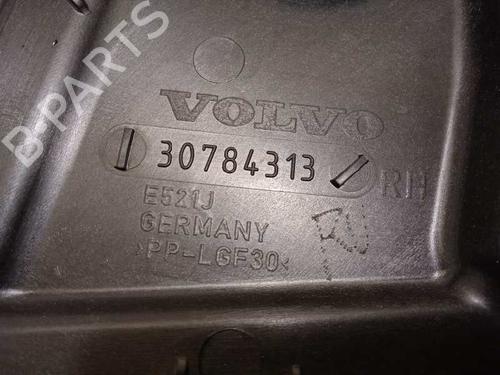 B-PARTS
VOLVO
30784313
RH
E521J
GERMANY
>PP-LGF30<